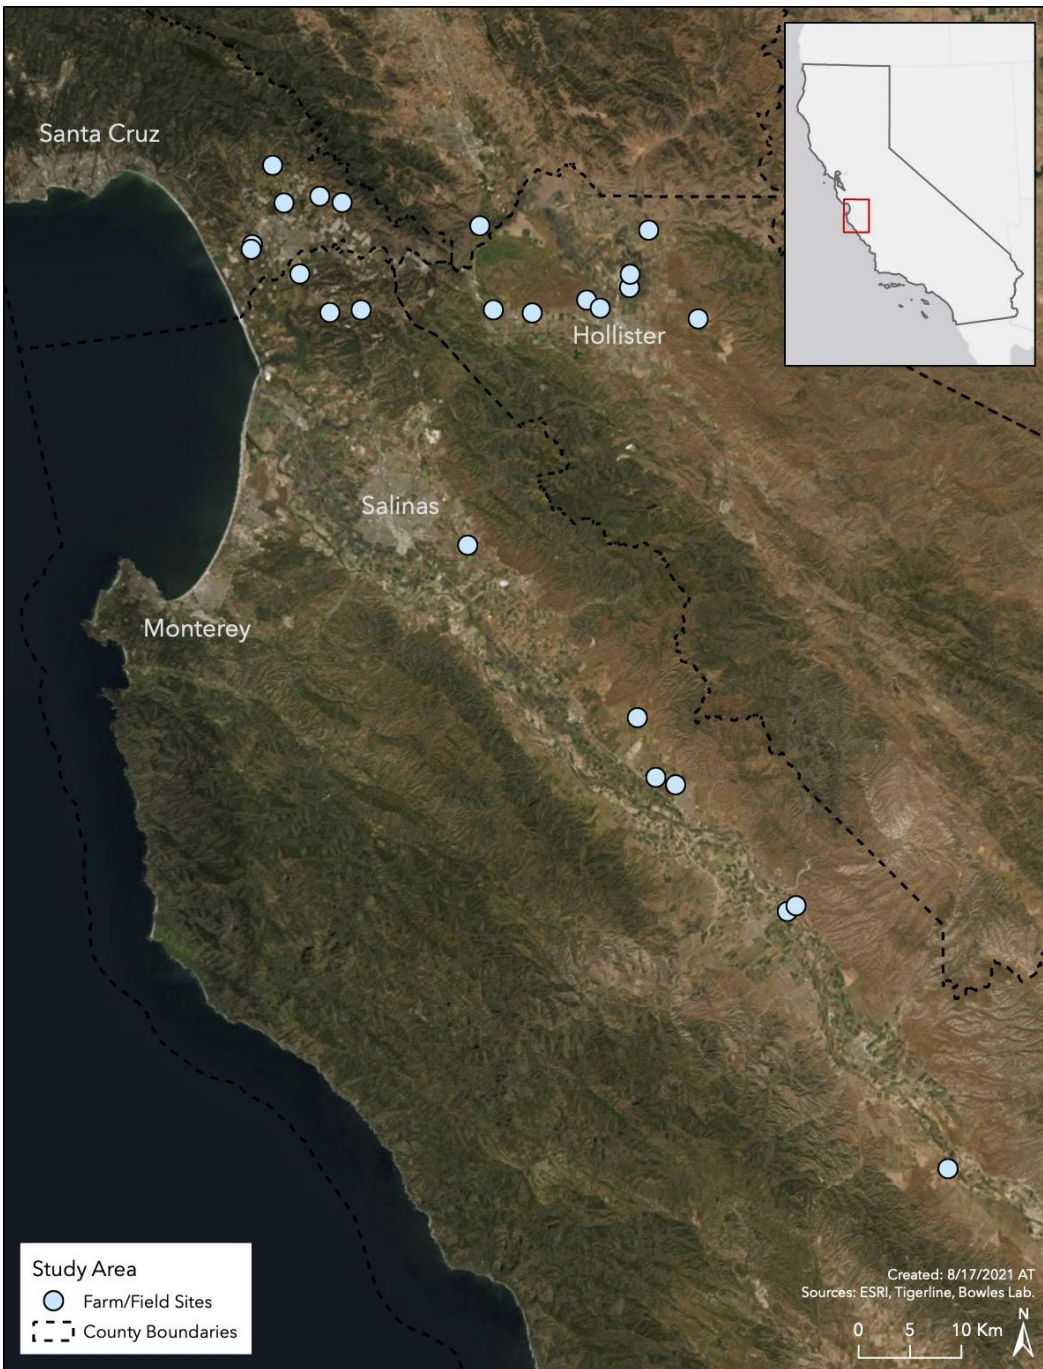 Santa Cruz
Hollister
Salinas
Monterey
Study Area
Farm/Field Sites
County Boundaries
Created: 8/17/2021 AT
Sources: ESRI, Tigerline, Bowles Lab.
N
0 5 10 Km